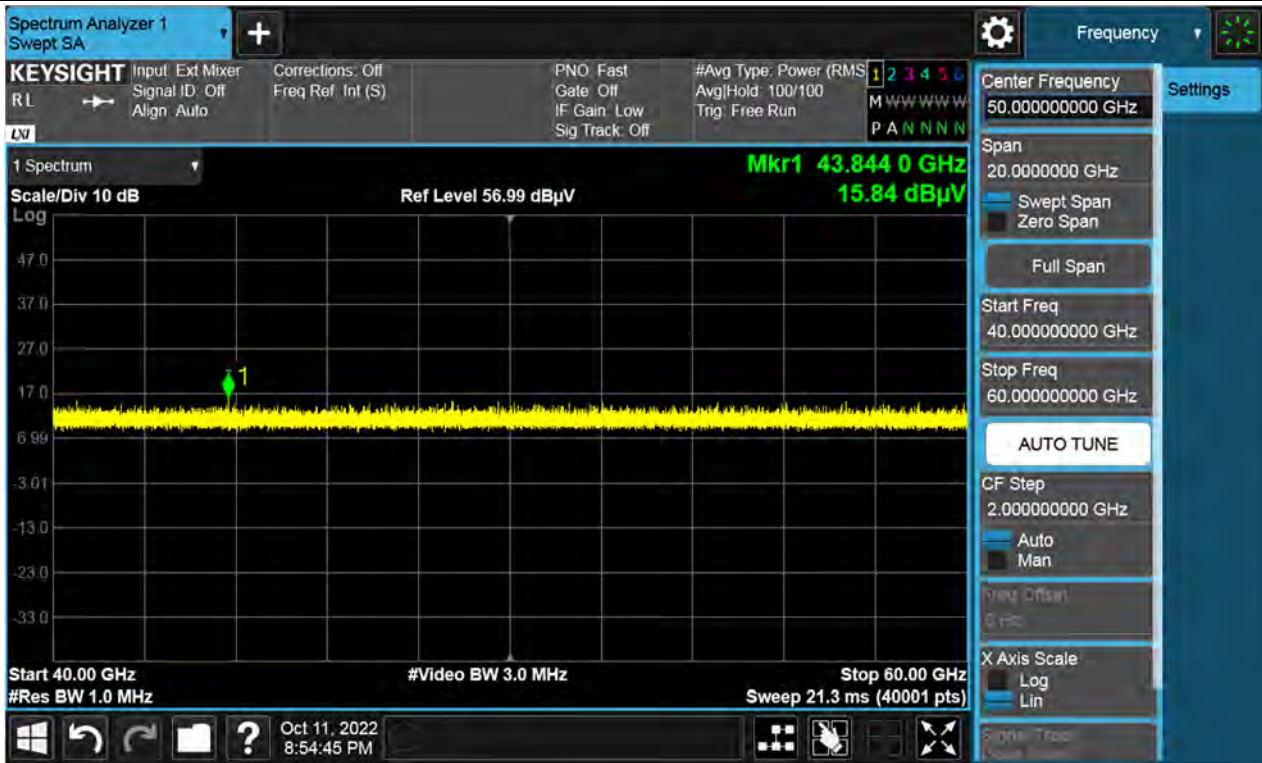 Spectrum Analyzer 1
Swept SA
+
Frequency
KEYSIGHT
Input: Ext Mixer
Corrections: Off
PNO: Fast
#Avg Type: Power (RMS
1 2 3 4 5 6
RL
Signal ID: Off
Freq Ref: Int (S)
Gate: Off
Avg|Hold: 100/100
M W W W W W
Align: Auto
IF Gain: Low
Trig: Free Run
LXI
Sig Track: Off
P A N N N N
1 Spectrum
Mkr1 43.844 0 GHz
Scale/Div 10 dB
Ref Level 56.99 dBµV
15.84 dBµV
Log
47.0
37.0
27.0
1
17.0
6.99
-3.01
-13.0
-23.0
-33.0
Start 40.00 GHz
#Video BW 3.0 MHz
Stop 60.00 GHz
#Res BW 1.0 MHz
Sweep 21.3 ms (40001 pts)
?
Oct 11, 2022
8:54:45 PM
Center Frequency
50.000000000 GHz
Settings
Span
20.0000000 GHz
Swept Span
Zero Span
Full Span
Start Freq
40.000000000 GHz
Stop Freq
60.000000000 GHz
AUTO TUNE
CF Step
2.000000000 GHz
Auto
Man
Freq Offset
0 Hz
X Axis Scale
Log
Lin